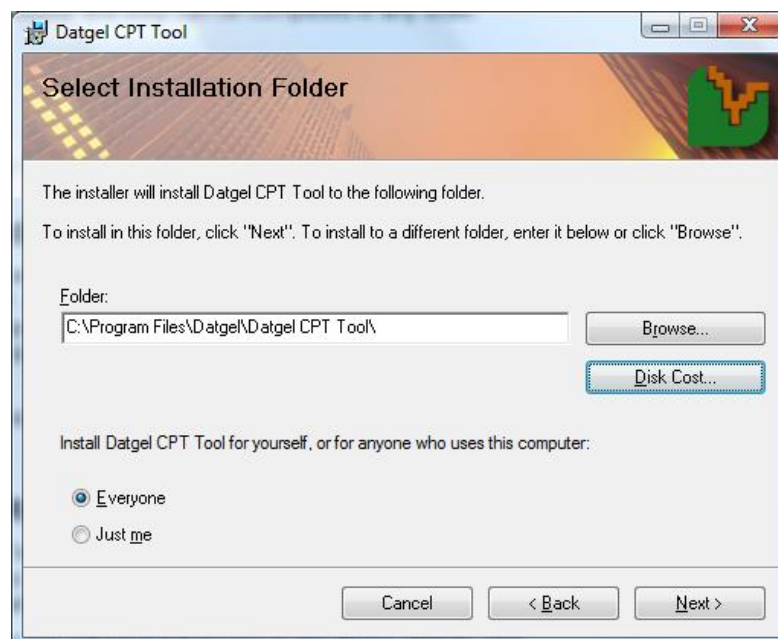 Datgel CPT Tool
Select Installation Folder
The installer will install Datgel CPT Tool to the following folder.
To install in this folder, click "Next". To install to a different folder, enter it below or click "Browse".
Folder:
C:\Program Files\Datgel\Datgel CPT Tool\
Browse...
Disk Cost...
Install Datgel CPT Tool for yourself, or for anyone who uses this computer:
Everyone
Just me
Cancel
< Back
Next >